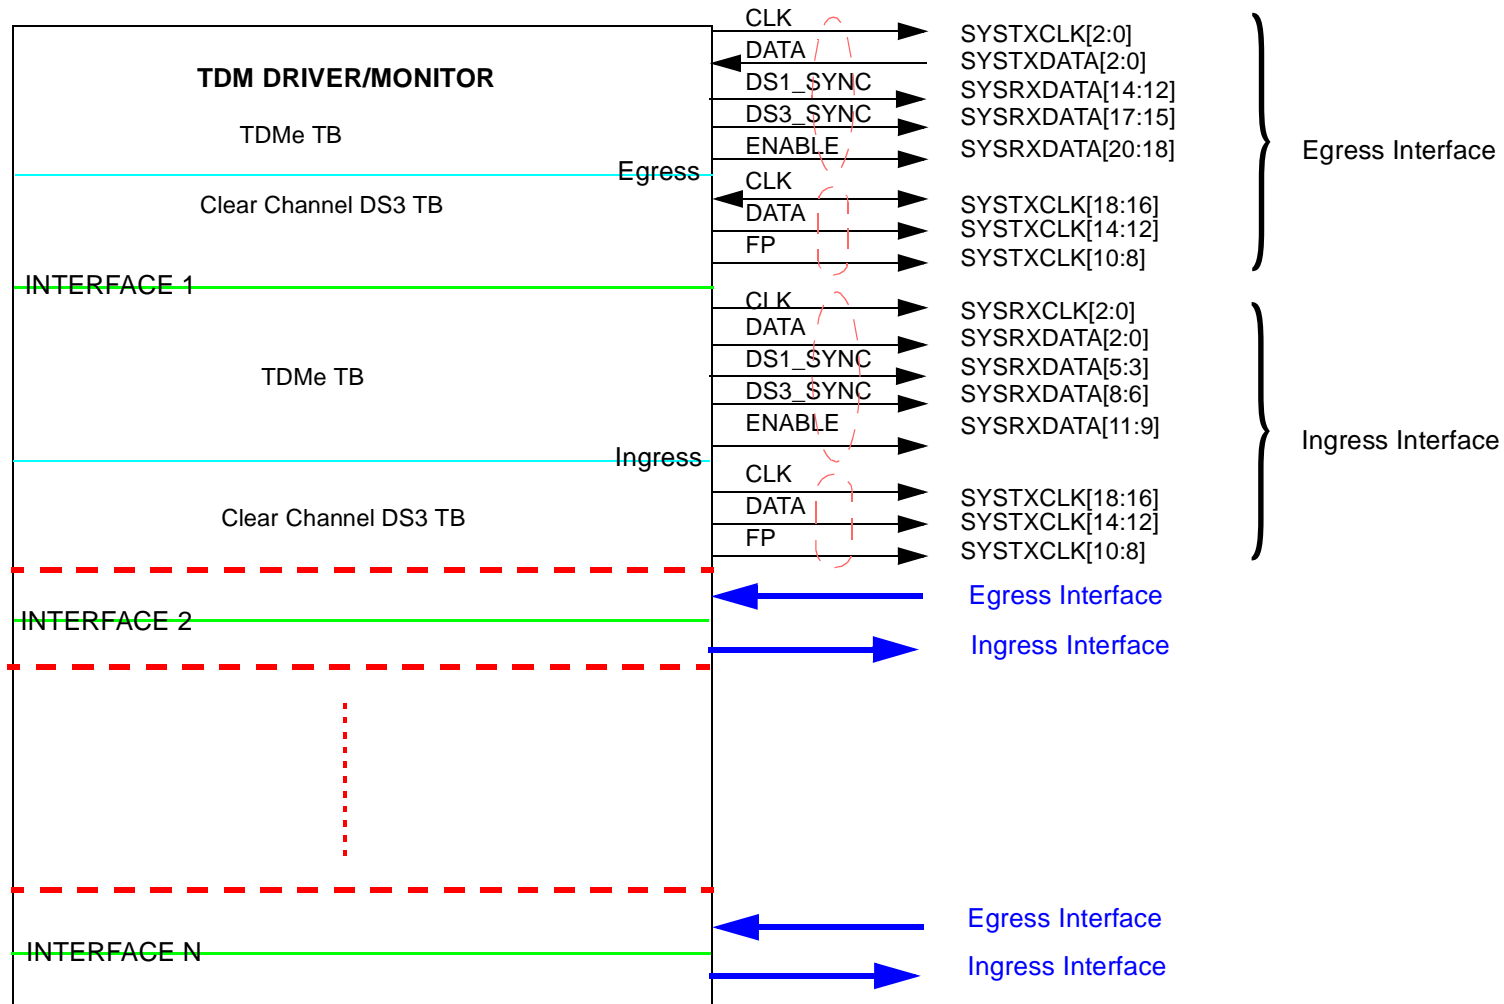 CLK SYSTXCLK[2:0]
DATA SYSTXDATA[2:0]
TDM DRIVER/MONITOR
DS1_SYNC SYSRXDATA[14:12]
DS3_SYNC SYSRXDATA[17:15]
TDMe TB
ENABLE SYSRXDATA[20:18]
Egress Interface
Egress
CLK SYSTXCLK[18:16]
Clear Channel DS3 TB
DATA SYSTXCLK[14:12]
FP SYSTXCLK[10:8]
INTERFACE 1
CLK SYSRXCLK[2:0]
DATA SYSRXDATA[2:0]
DS1_SYNC SYSRXDATA[5:3]
TDMe TB
DS3_SYNC SYSRXDATA[8:6]
ENABLE SYSRXDATA[11:9]
Ingress Interface
Ingress
CLK SYSTXCLK[18:16]
DATA SYSTXCLK[14:12]
Clear Channel DS3 TB
FP SYSTXCLK[10:8]
Egress Interface
INTERFACE 2
Ingress Interface
Egress Interface
INTERFACE N
Ingress Interface